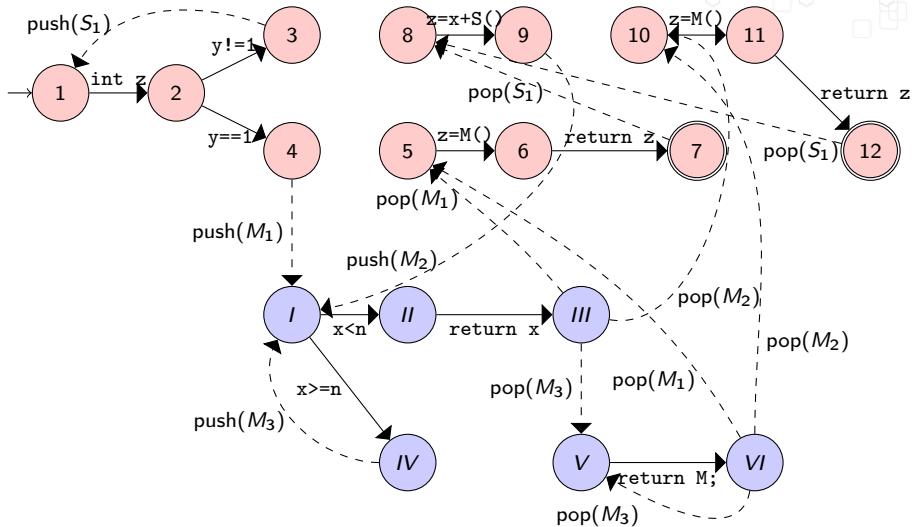 push(S₁)
3
8
z=x+S()
9
10
z=M()
11
y!=1
1
int z
2
pop(S₁)
return z
y==1
4
5
z=M()
6
return z
7
pop(S₁)
12
pop(M₁)
push(M₁)
push(M₂)
pop(M₂)
I
x<n
II
return x
III
pop(M₂)
x>=n
pop(M₃)
pop(M₁)
push(M₃)
IV
V
return M;
VI
pop(M₃)